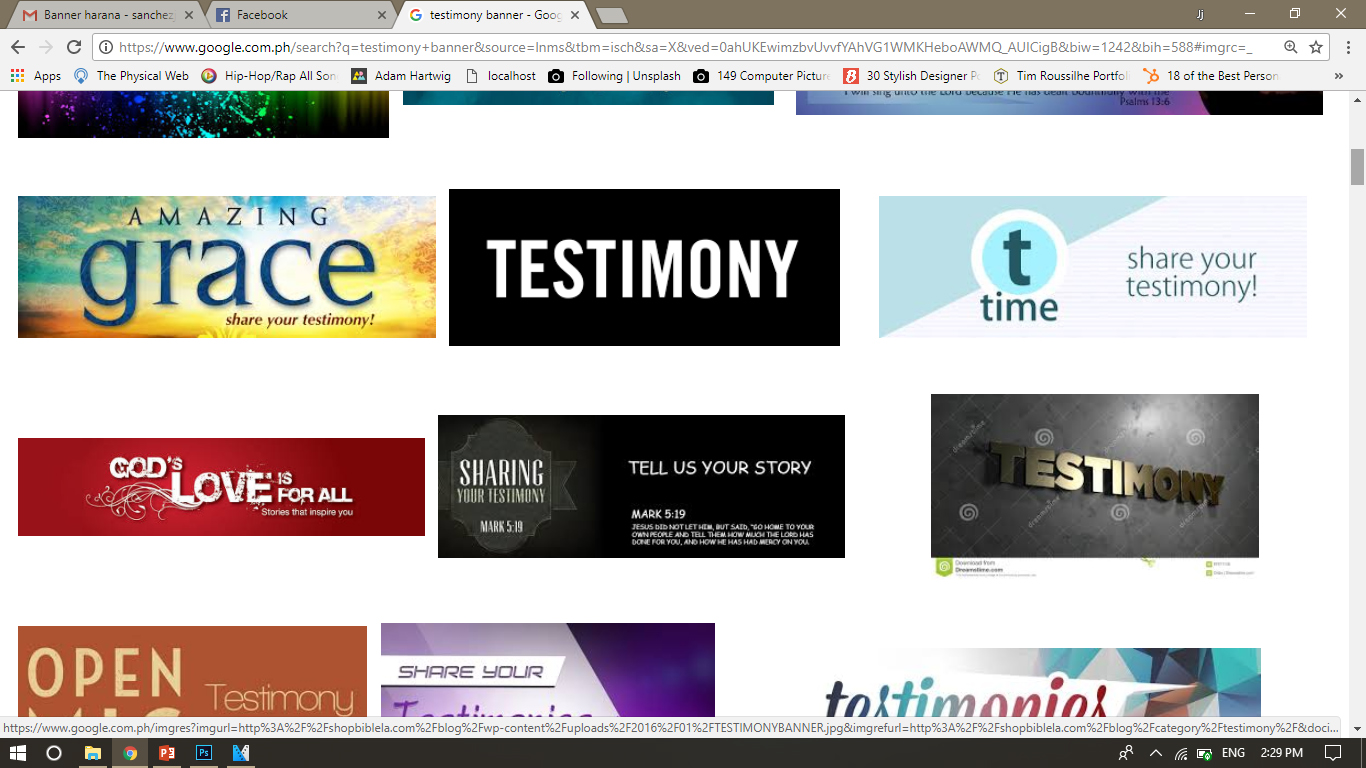 Banner harana - sanchez
Facebook
testimony banner - Goog
Jj
https://www.google.com.ph/search?q=testimony+banner&source=lnms&tbm=isch&sa=X&ved=0ahUKEwimzbvUvvfYAhVG1WMKHeboAWMQ_AUICigB&biw=1242&bih=588#imgrc=_
Apps
The Physical Web
Hip-Hop/Rap All Son
Adam Hartwig
localhost
Following | Unsplash
149 Computer Picture
30 Stylish Designer P
Tim Roussilhe Portfoli
18 of the Best Person
»
I will sing unto the Lord because He has dealt bountifully with me
Psalms 13:6
AMAZING
grace
share your testimony!
TESTIMONY
t
time
share your
testimony!
GOD'S
LOVE IS
FOR ALL
Stories that inspire you
SHARING
YOUR TESTIMONY
MARK 5:19
TELL US YOUR STORY
MARK 5:19
JESUS DID NOT LET HIM, BUT SAID, "GO HOME TO YOUR
OWN PEOPLE AND TELL THEM HOW MUCH THE LORD HAS
DONE FOR YOU, AND HOW HE HAS HAD MERCY ON YOU.
TESTIMONY
dreamstime
dreamstime
dreamstime
dreamstime
Download from
Dreamstime.com
OPEN
MIC
Testimony
SHARE YOUR
Testimonies
testimonies
https://www.google.com.ph/imgres?imgurl=http%3A%2F%2Fshopbiblela.com%2Fblog%2Fwp-content%2Fuploads%2F2016%2F01%2FTESTIMONYBANNER.jpg&imgrefurl=http%3A%2F%2Fshopbiblela.com%2Fblog%2Fcategory%2Ftestimony%2F&doci...
ENG
2:29 PM